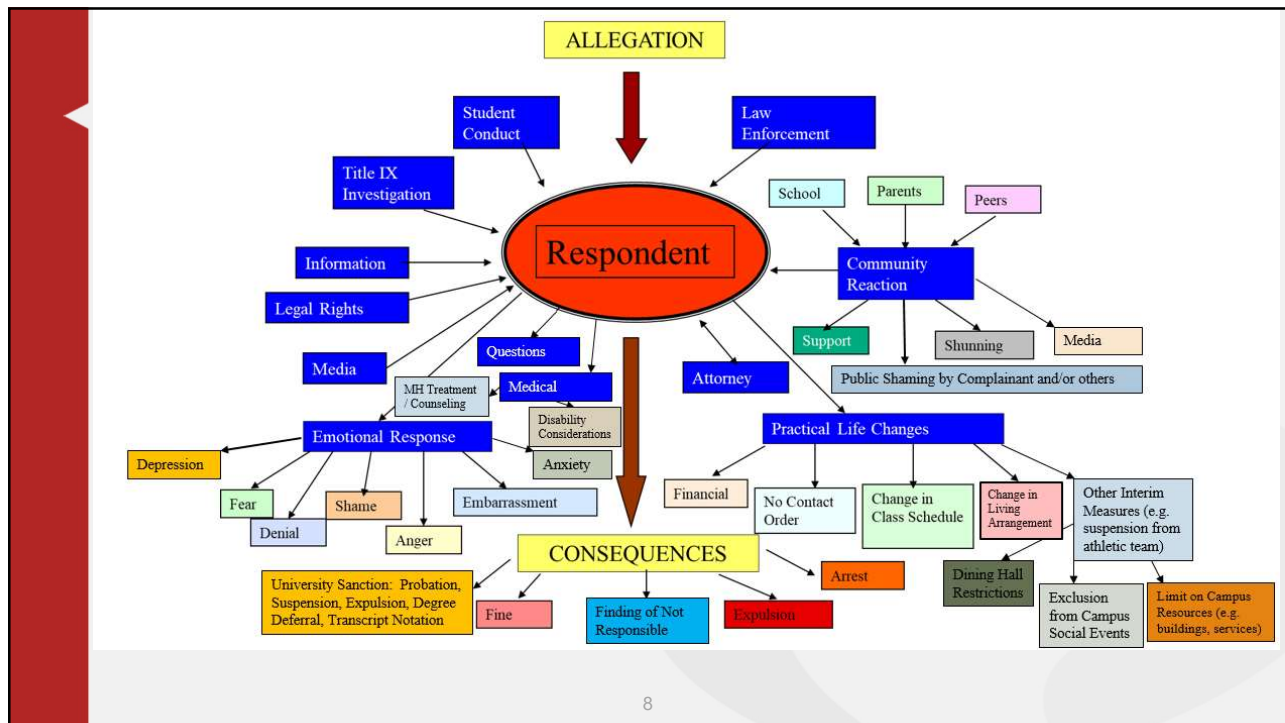 ALLEGATION
Student
Conduct
Law
Enforcement
Title IX
Investigation
School
Parents
Peers
Respondent
Information
Community
Reaction
Legal Rights
Support
Shunning
Media
Questions
Media
Attorney
Public Shaming by Complainant and/or others
MH Treatment
/ Counseling
Medical
Disability
Considerations
Emotional Response
Practical Life Changes
Depression
Anxiety
Fear
Shame
Embarrassment
Denial
Anger
Financial
No Contact
Order
Change in
Class Schedule
Change in
Living
Arrangement
Other Interim
Measures (e.g.
suspension from
athletic team)
CONSEQUENCES
University Sanction: Probation,
Suspension, Expulsion, Degree
Deferral, Transcript Notation
Fine
Finding of Not
Responsible
Expulsion
Arrest
Dining Hall
Restrictions
Exclusion
from Campus
Social Events
Limit on Campus
Resources (e.g.
buildings, services)
8